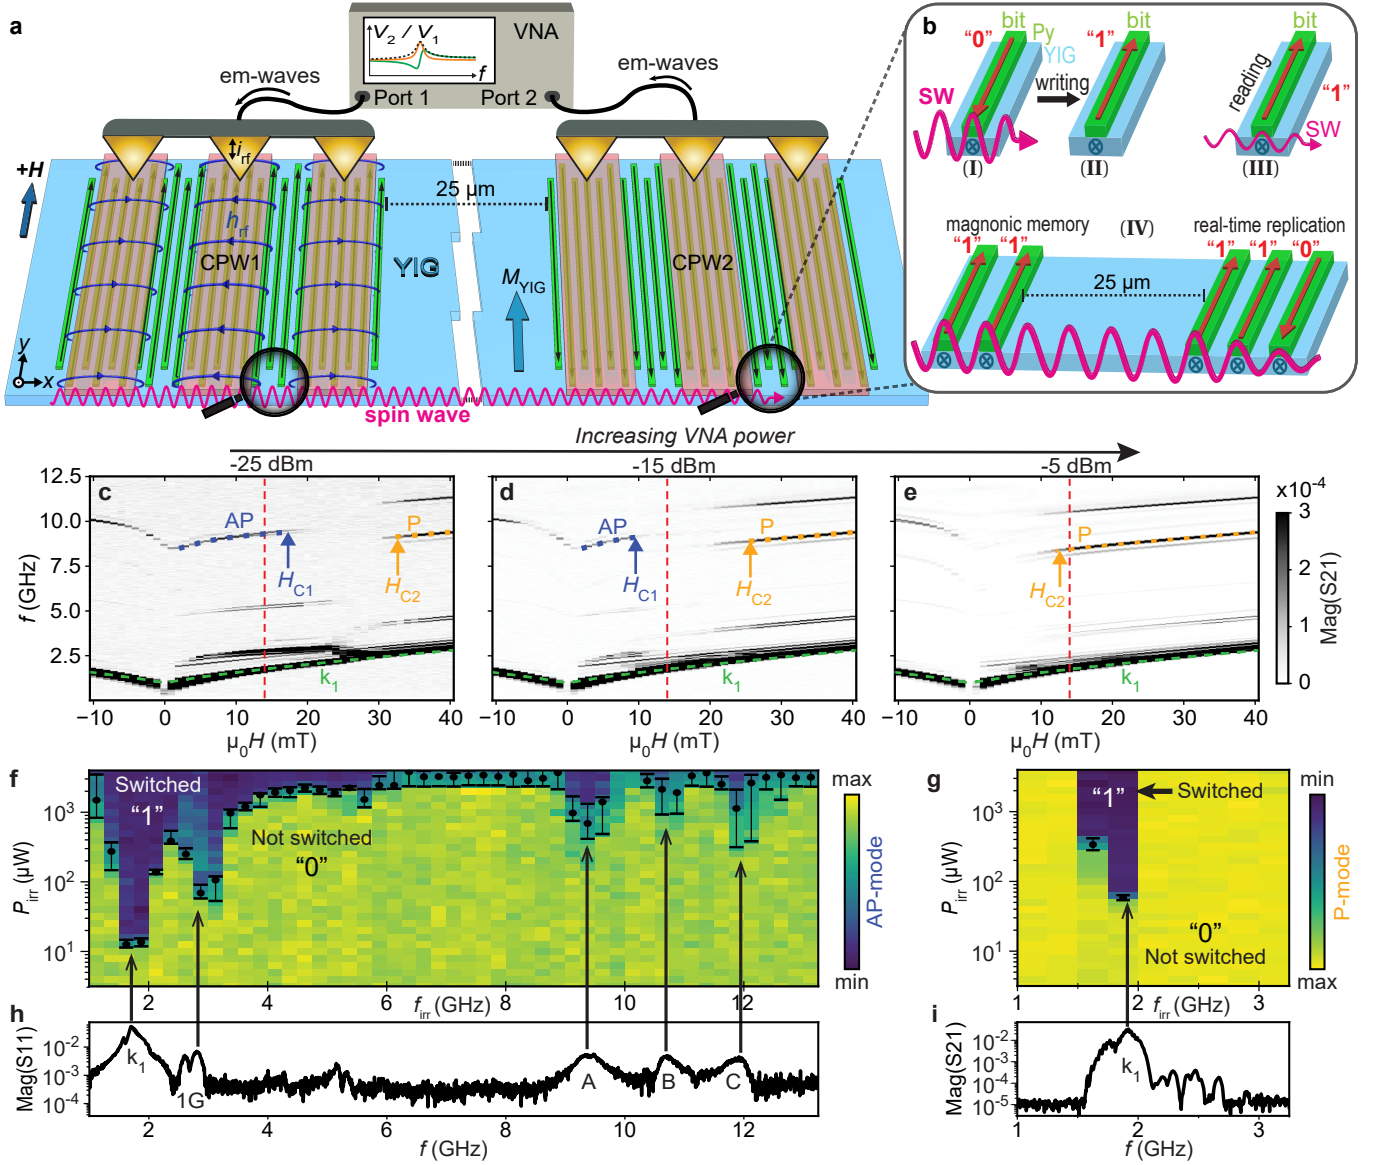 a
VNA
V2 / V1
f
em-waves
em-waves
Port 1
Port 2
irf
+H
25 µm
hrf
CPW1
YIG
CPW2
MYIG
y
x
spin wave
b
bit
bit
bit
“0”
Py
“1”
YIG
writing
reading
“1”
SW
SW
(I)
(II)
(III)
magnonic memory
(IV)
real-time replication
“1”
“1”
“1”
“1”
“0”
25 µm
Increasing VNA power
-25 dBm
-15 dBm
-5 dBm
c
d
e
12.5
10.0
7.5
5.0
2.5
f (GHz)
AP
P
HC1
HC2
k1
AP
P
HC1
HC2
k1
P
HC2
k1
x10-4
3
2
1
0
Mag(S21)
−10 0 10 20 30 40
−10 0 10 20 30 40
−10 0 10 20 30 40
µ0H (mT)
µ0H (mT)
µ0H (mT)
f
Switched
“1”
Not switched
“0”
103
102
101
Pirr (µW)
2 4 6 8 10 12
firr (GHz)
max
AP-mode
min
g
“1”
Switched
“0”
Not switched
103
102
101
Pirr (µW)
1 2 3
firr (GHz)
min
P-mode
max
h
10-2
10-3
10-4
Mag(S11)
k1
1G
A
B
C
2 4 6 8 10 12
f (GHz)
i
10-2
10-3
10-4
10-5
Mag(S21)
k1
1 2 3
f (GHz)